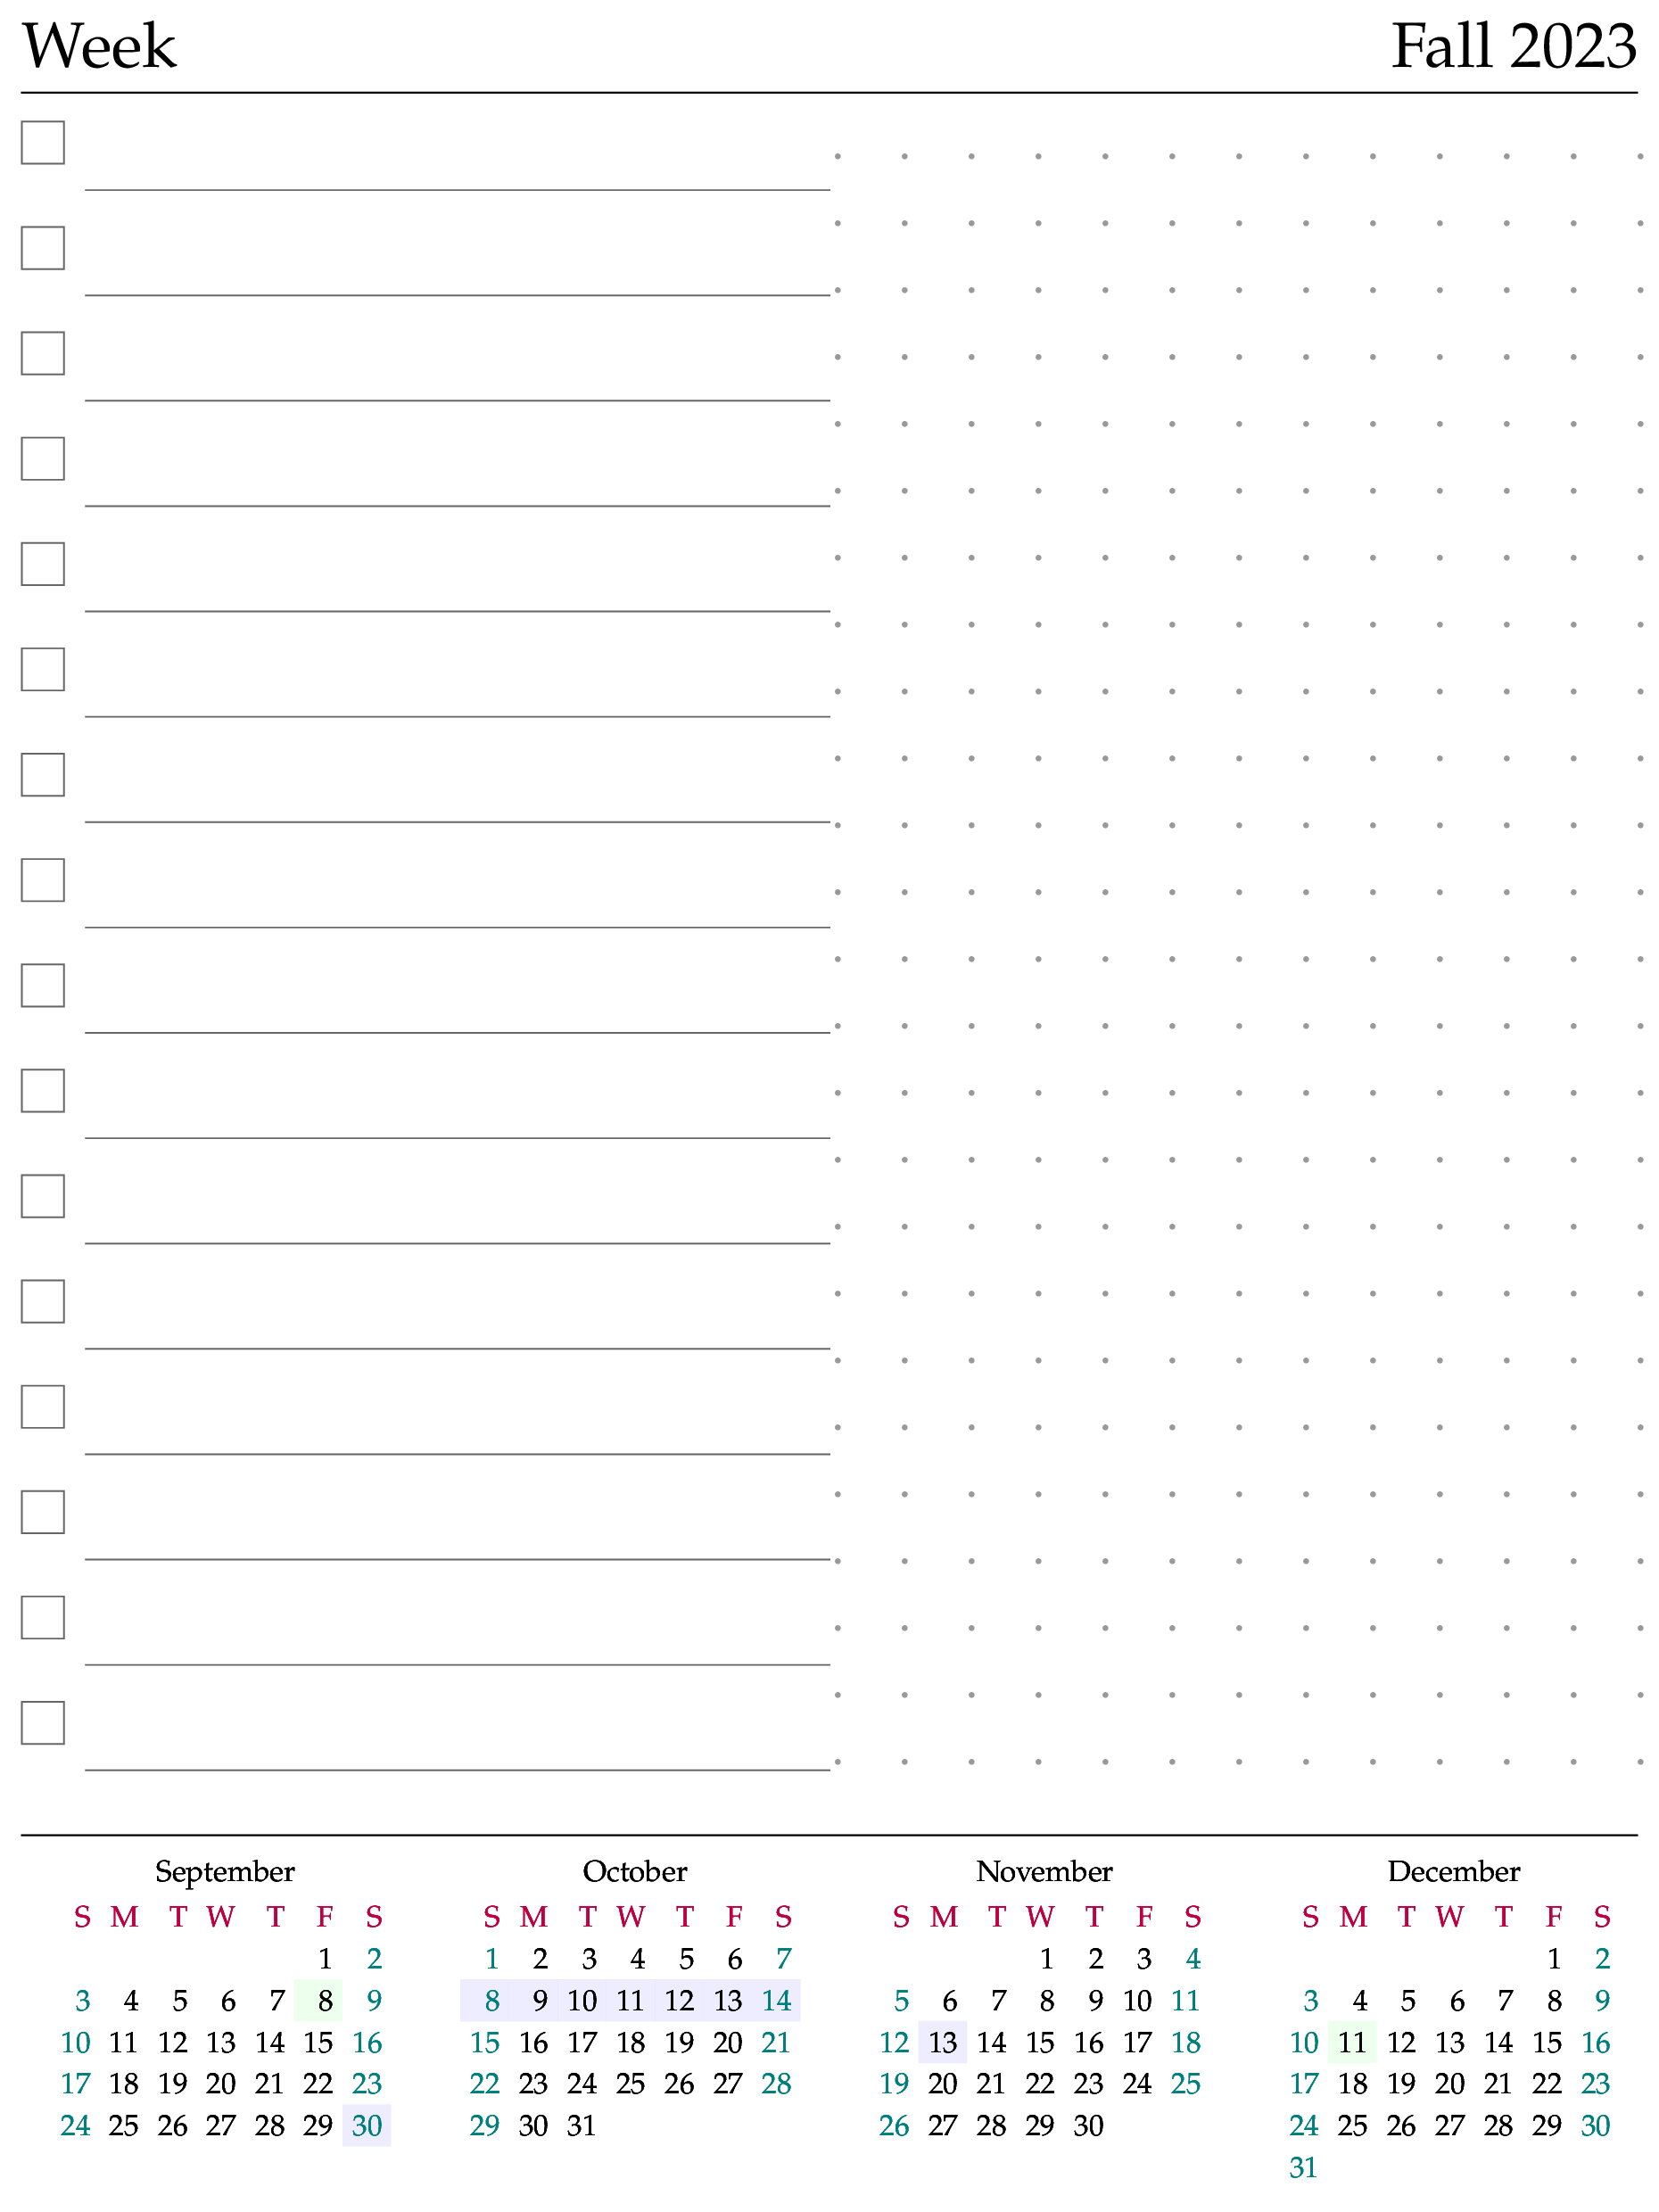 Week Fall 2023
September
S M T W T F S
1 2
3 4 5 6 7 8 9
10 11 12 13 14 15 16
17 18 19 20 21 22 23
24 25 26 27 28 29 30
October
S M T W T F S
1 2 3 4 5 6 7
8 9 10 11 12 13 14
15 16 17 18 19 20 21
22 23 24 25 26 27 28
29 30 31
November
S M T W T F S
1 2 3 4
5 6 7 8 9 10 11
12 13 14 15 16 17 18
19 20 21 22 23 24 25
26 27 28 29 30
December
S M T W T F S
1 2
3 4 5 6 7 8 9
10 11 12 13 14 15 16
17 18 19 20 21 22 23
24 25 26 27 28 29 30
31